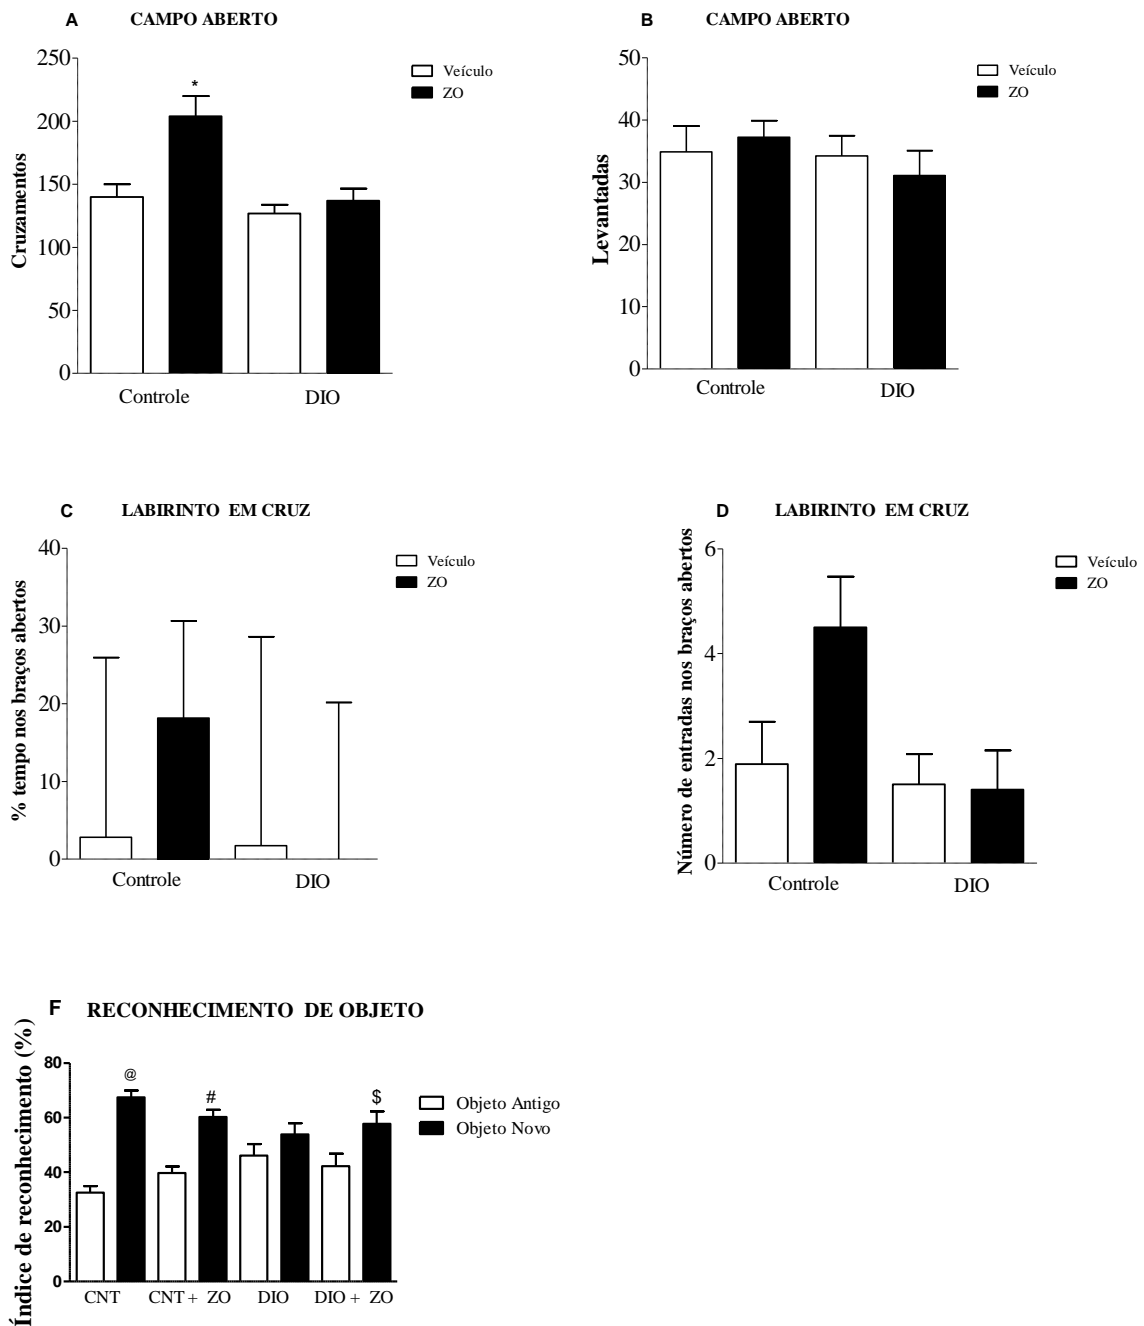 A CAMPO ABERTO
Cruzamentos
250
200
150
100
50
0
*
Controle DIO
Veículo
ZO
B CAMPO ABERTO
Levantadas
50
40
30
20
10
0
Controle DIO
Veículo
ZO
C LABIRINTO EM CRUZ
% tempo nos braços abertos
40
30
20
10
0
Controle DIO
Veículo
ZO
D LABIRINTO EM CRUZ
Número de entradas nos braços abertos
6
4
2
0
Controle DIO
Veículo
ZO
F RECONHECIMENTO DE OBJETO
Índice de reconhecimento (%)
80
60
40
20
0
@
#
$
CNT CNT + ZO DIO DIO + ZO
Objeto Antigo
Objeto Novo